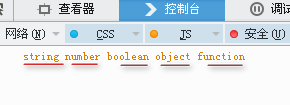 查看器 控制台 调试
网络(N) CSS JS 安全(U)
string number boolean object function